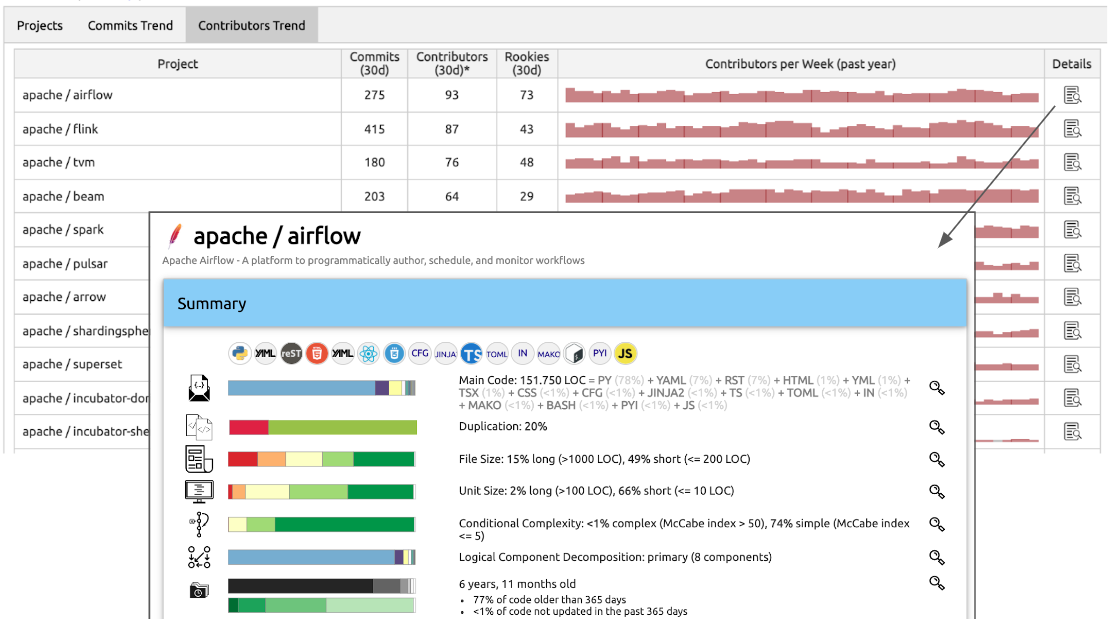 Projects Commits Trend Contributors Trend
Project Commits (30d) Contributors (30d)* Rookies (30d) Contributors per Week (past year) Details
apache / airflow 275 93 73
apache / flink 415 87 43
apache / tvm 180 76 48
apache / beam 203 64 29
apache / spark
apache / pulsar
apache / arrow
apache / shardingsphe
apache / superset
apache / incubator-dor
apache / incubator-she
apache / airflow
Apache Airflow - A platform to programmatically author, schedule, and monitor workflows
Summary
YAML reST YAML CFG JINJA TS TOML IN MAKO PYI JS
Main Code: 151.750 LOC = PY (78%) + YAML (7%) + RST (7%) + HTML (1%) + YML (1%) +
TSX (1%) + CSS (<1%) + CFG (<1%) + JINJA2 (<1%) + TS (<1%) + TOML (<1%) + IN (<1%)
+ MAKO (<1%) + BASH (<1%) + PYI (<1%) + JS (<1%)
Duplication: 20%
File Size: 15% long (>1000 LOC), 49% short (<= 200 LOC)
Unit Size: 2% long (>100 LOC), 66% short (<= 10 LOC)
Conditional Complexity: <1% complex (McCabe index > 50), 74% simple (McCabe index
<= 5)
Logical Component Decomposition: primary (8 components)
6 years, 11 months old
• 77% of code older than 365 days
• <1% of code not updated in the past 365 days